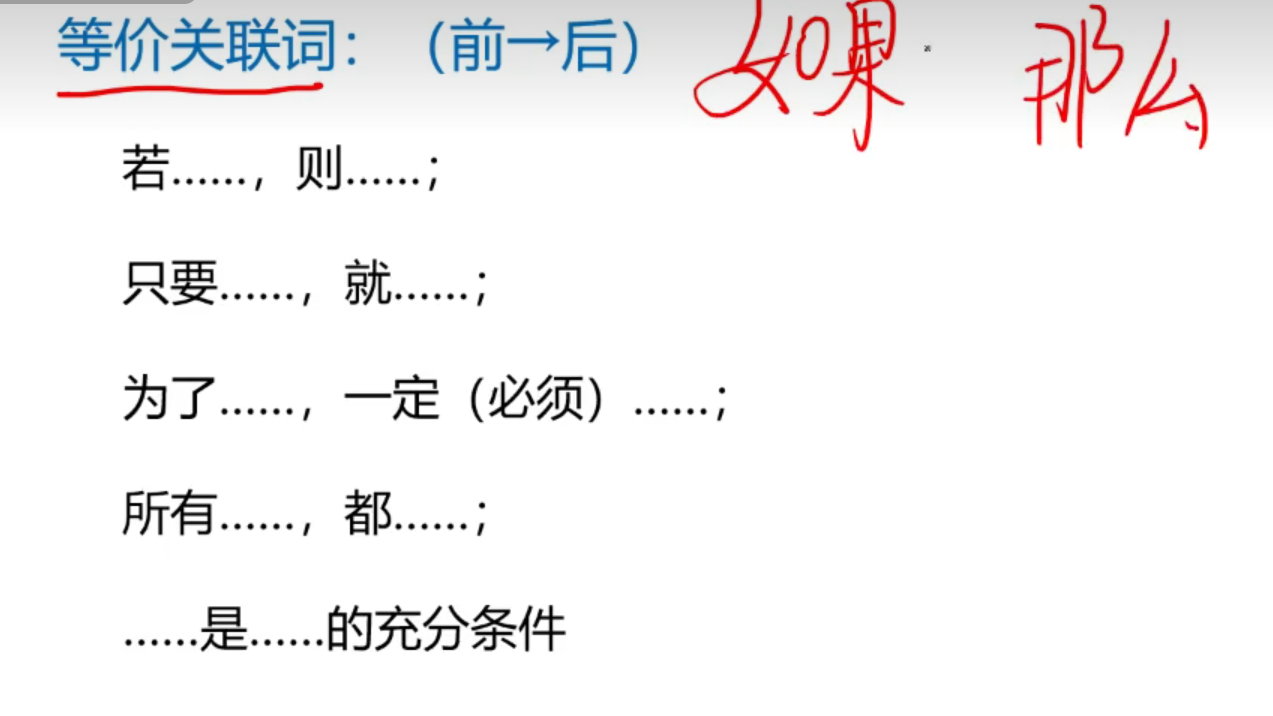 等价关联词：（前→后） 如果 那么
若……，则……；
只要……，就……；
为了……，一定（必须）……；
所有……，都……；
……是……的充分条件